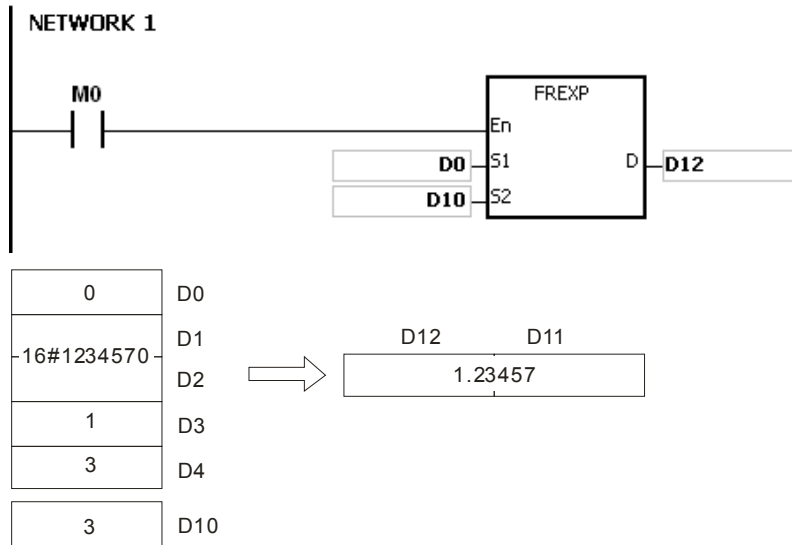 NETWORK 1
M0
FREXP
En
D0 S1 D D12
D10 S2
0 D0
16#1234570 D1
D2
1 D3
3 D4
3 D10
D12 D11
1.23457